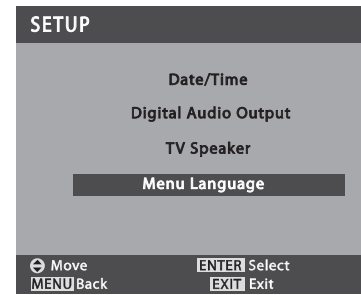 SETUP
Date/Time
Digital Audio Output
TV Speaker
Menu Language
Move ENTER Select
MENU Back EXIT Exit